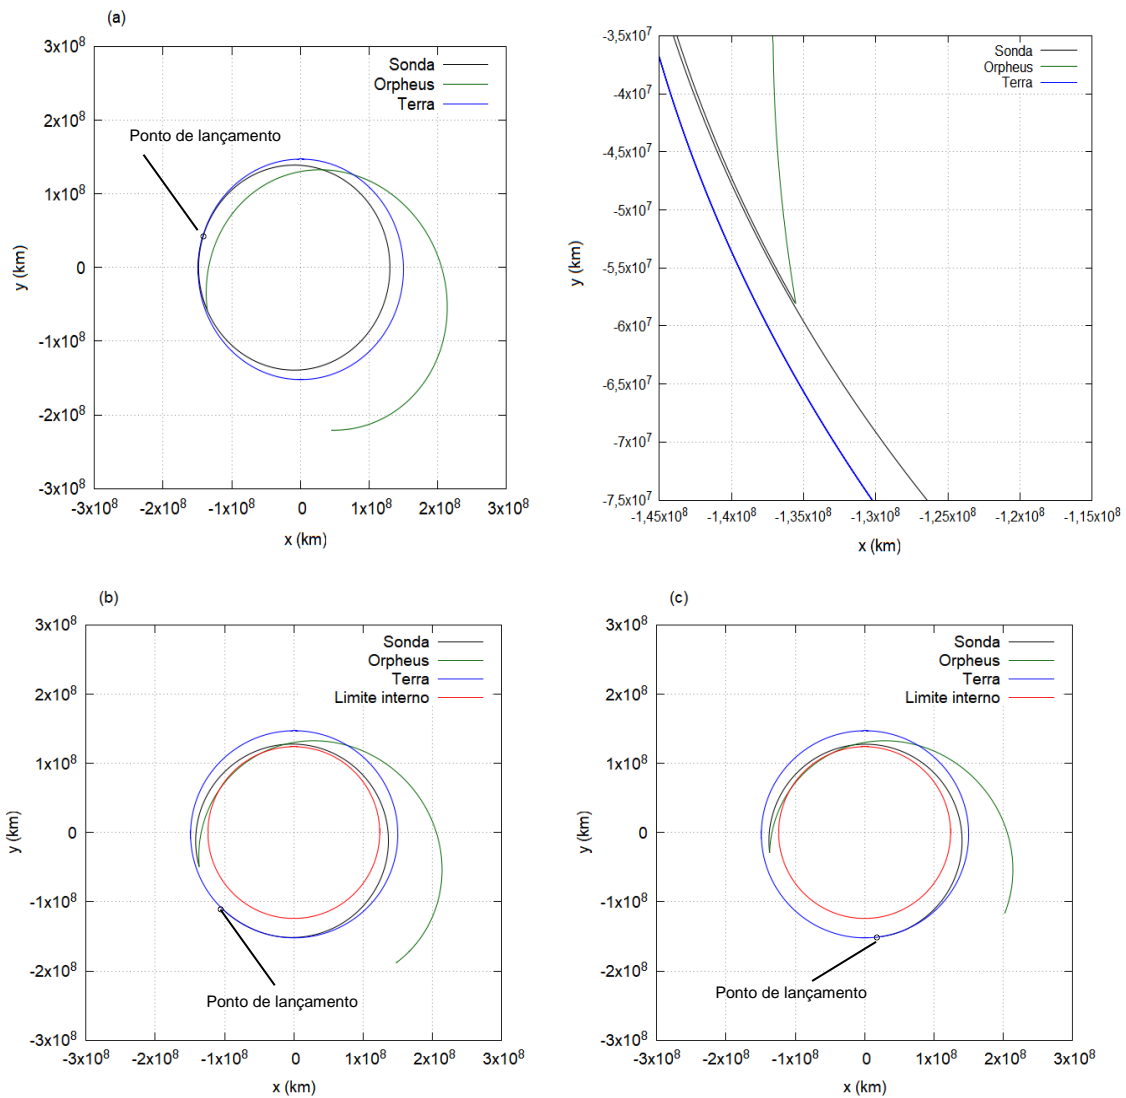 (a)
3x10⁸
2x10⁸
1x10⁸
0
-1x10⁸
-2x10⁸
-3x10⁸
-3x10⁸ -2x10⁸ -1x10⁸ 0 1x10⁸ 2x10⁸ 3x10⁸
x (km)
y (km)
Sonda
Orpheus
Terra
Ponto de lançamento
-3,5x10⁷
-4x10⁷
-4,5x10⁷
-5x10⁷
-5,5x10⁷
-6x10⁷
-6,5x10⁷
-7x10⁷
-7,5x10⁷
-1,45x10⁸ -1,4x10⁸ -1,35x10⁸ -1,3x10⁸ -1,25x10⁸ -1,2x10⁸ -1,15x10⁸
x (km)
y (km)
Sonda
Orpheus
Terra
(b)
3x10⁸
2x10⁸
1x10⁸
0
-1x10⁸
-2x10⁸
-3x10⁸
-3x10⁸ -2x10⁸ -1x10⁸ 0 1x10⁸ 2x10⁸ 3x10⁸
x (km)
y (km)
Sonda
Orpheus
Terra
Limite interno
Ponto de lançamento
(c)
3x10⁸
2x10⁸
1x10⁸
0
-1x10⁸
-2x10⁸
-3x10⁸
-3x10⁸ -2x10⁸ -1x10⁸ 0 1x10⁸ 2x10⁸ 3x10⁸
x (km)
y (km)
Sonda
Orpheus
Terra
Limite interno
Ponto de lançamento